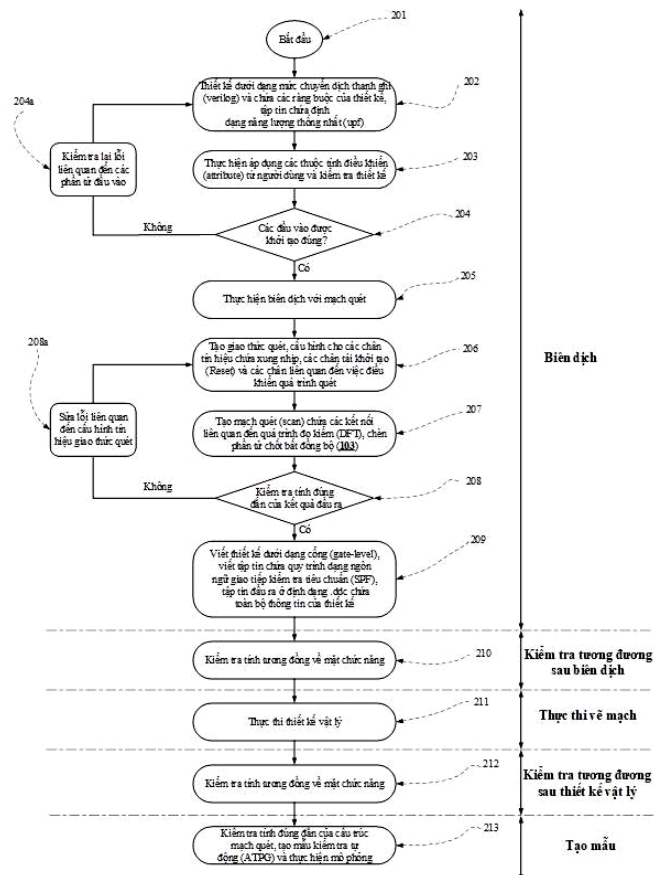 201
Bắt đầu
202
Thiết kế dưới dạng mức chuyển dịch thanh ghi
(verilog) và chứa các ràng buộc của thiết kế,
tập tin chứa định
dạng năng lượng thống nhất (upf)
204a
Kiểm tra lại lỗi
liên quan đến các
phần tử đầu vào
203
Thực hiện áp dụng các thuộc tính điều khiển
(attribute) từ người dùng và kiểm tra thiết kế
204
Các đầu vào được
khởi tạo đúng?
Không
Có
205
Thực hiện biên dịch với mạch quét
Biên dịch
206
Tạo giao thức quét, cấu hình cho các chân
tín hiệu chứa xung nhịp, các chân tái khởi tạo
(Reset) và các chân liên quan đến việc điều
khiển quá trình quét
208a
Sửa lỗi liên quan
đến cấu hình tín
hiệu giao thức quét
207
Tạo mạch quét (scan) chứa các kết nối
liên quan đến quá trình đo kiểm (DFT), chèn
phần tử chốt bất đồng bộ (103)
208
Kiểm tra tính đúng
đắn của kết quả đầu ra
Không
Có
209
Viết thiết kế dưới dạng cổng (gate-level),
viết tập tin chứa quy trình dạng ngôn
ngữ giao tiếp kiểm tra tiêu chuẩn (SPF),
tập tin đầu ra ở định dạng .ddc chứa
toàn bộ thông tin của thiết kế
210
Kiểm tra tính tương đồng về mặt chức năng
Kiểm tra tương đương
sau biên dịch
211
Thực thi thiết kế vật lý
Thực thi vẽ mạch
212
Kiểm tra tính tương đồng về mặt chức năng
Kiểm tra tương đương
sau thiết kế vật lý
213
Kiểm tra tính đúng đắn của cấu trúc
mạch quét, tạo mẫu kiểm tra tự
động (ATPG) và thực hiện mô phỏng
Tạo mẫu